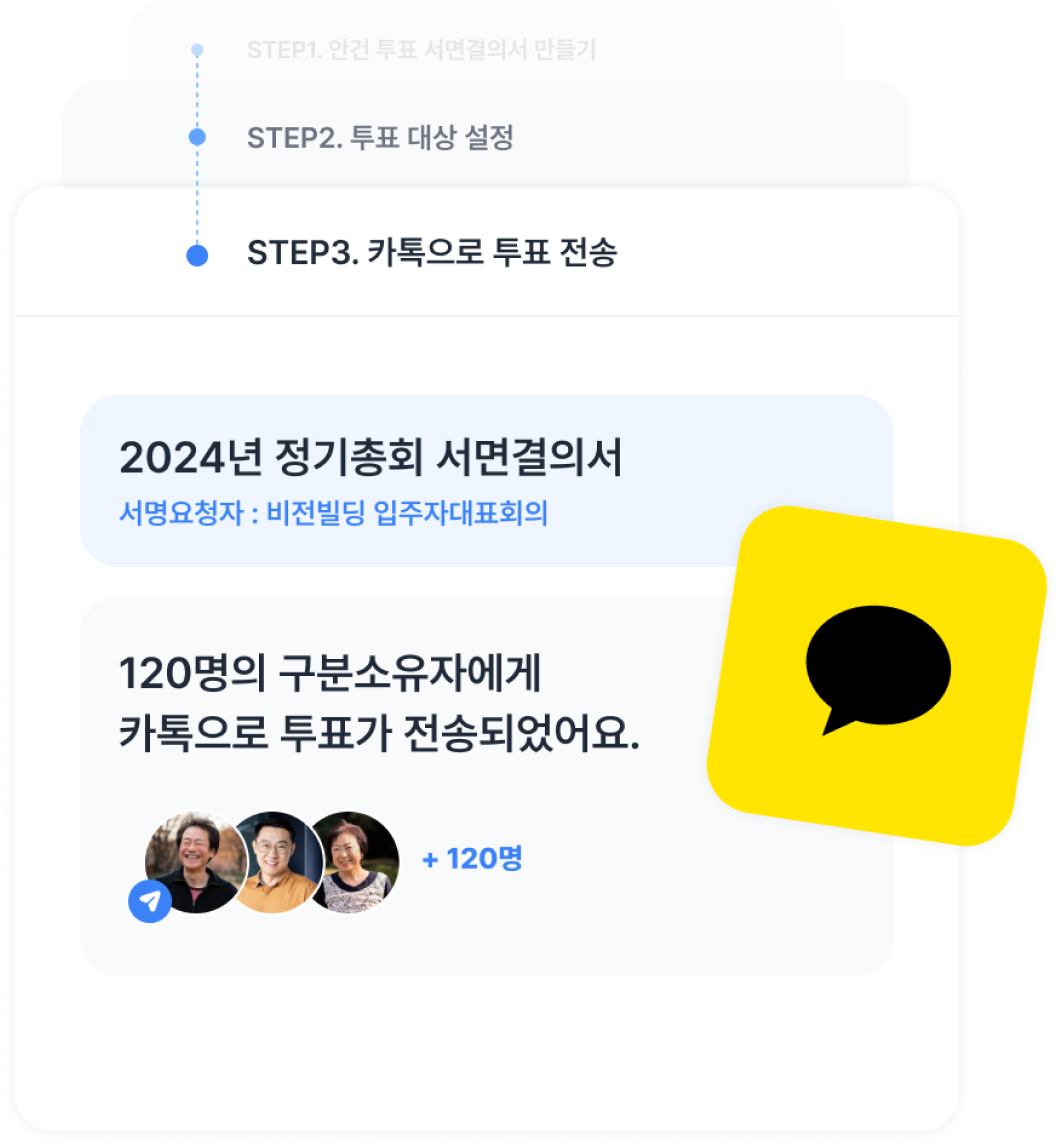 STEP1. 안건 투표 서면결의서 만들기
STEP2. 투표 대상 설정
STEP3. 카톡으로 투표 전송
2024년 정기총회 서면결의서
서명요청자 : 비전빌딩 입주자대표회의
120명의 구분소유자에게
카톡으로 투표가 전송되었어요.
+ 120명